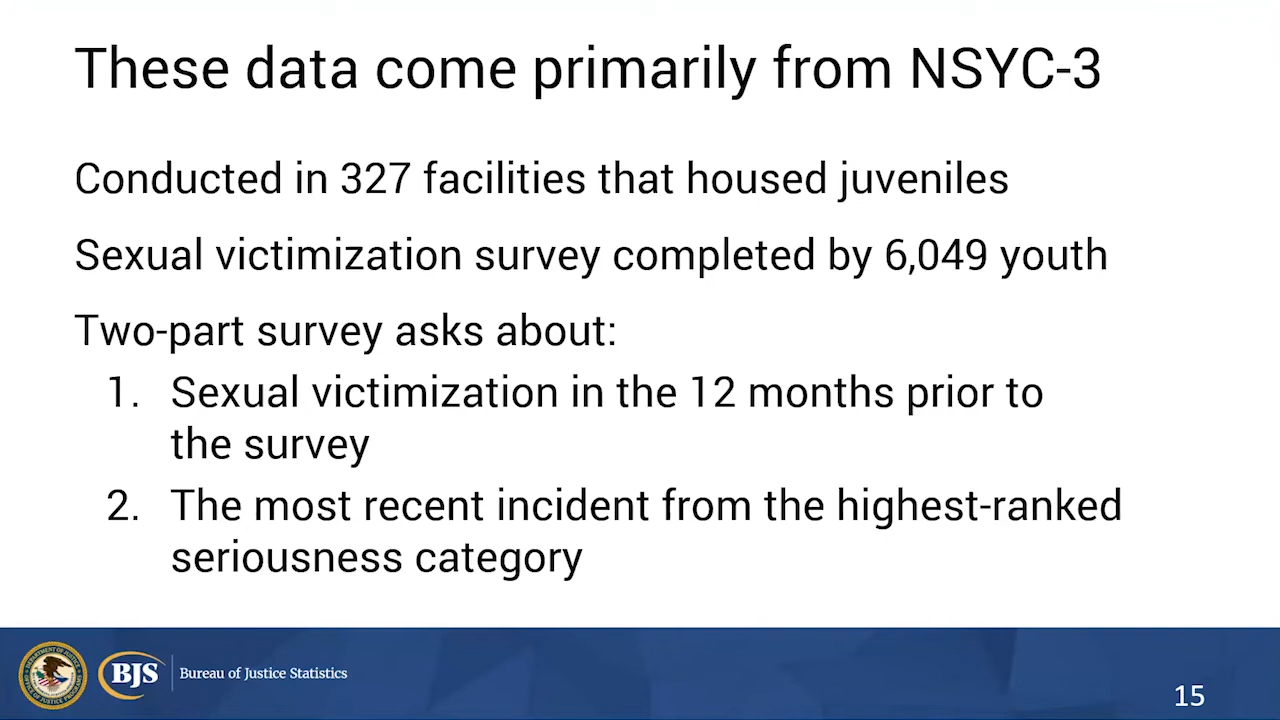 These data come primarily from NSYC-3
Conducted in 327 facilities that housed juveniles
Sexual victimization survey completed by 6,049 youth
Two-part survey asks about:
1. Sexual victimization in the 12 months prior to
the survey
2. The most recent incident from the highest-ranked
seriousness category
BJS
Bureau of Justice Statistics
15